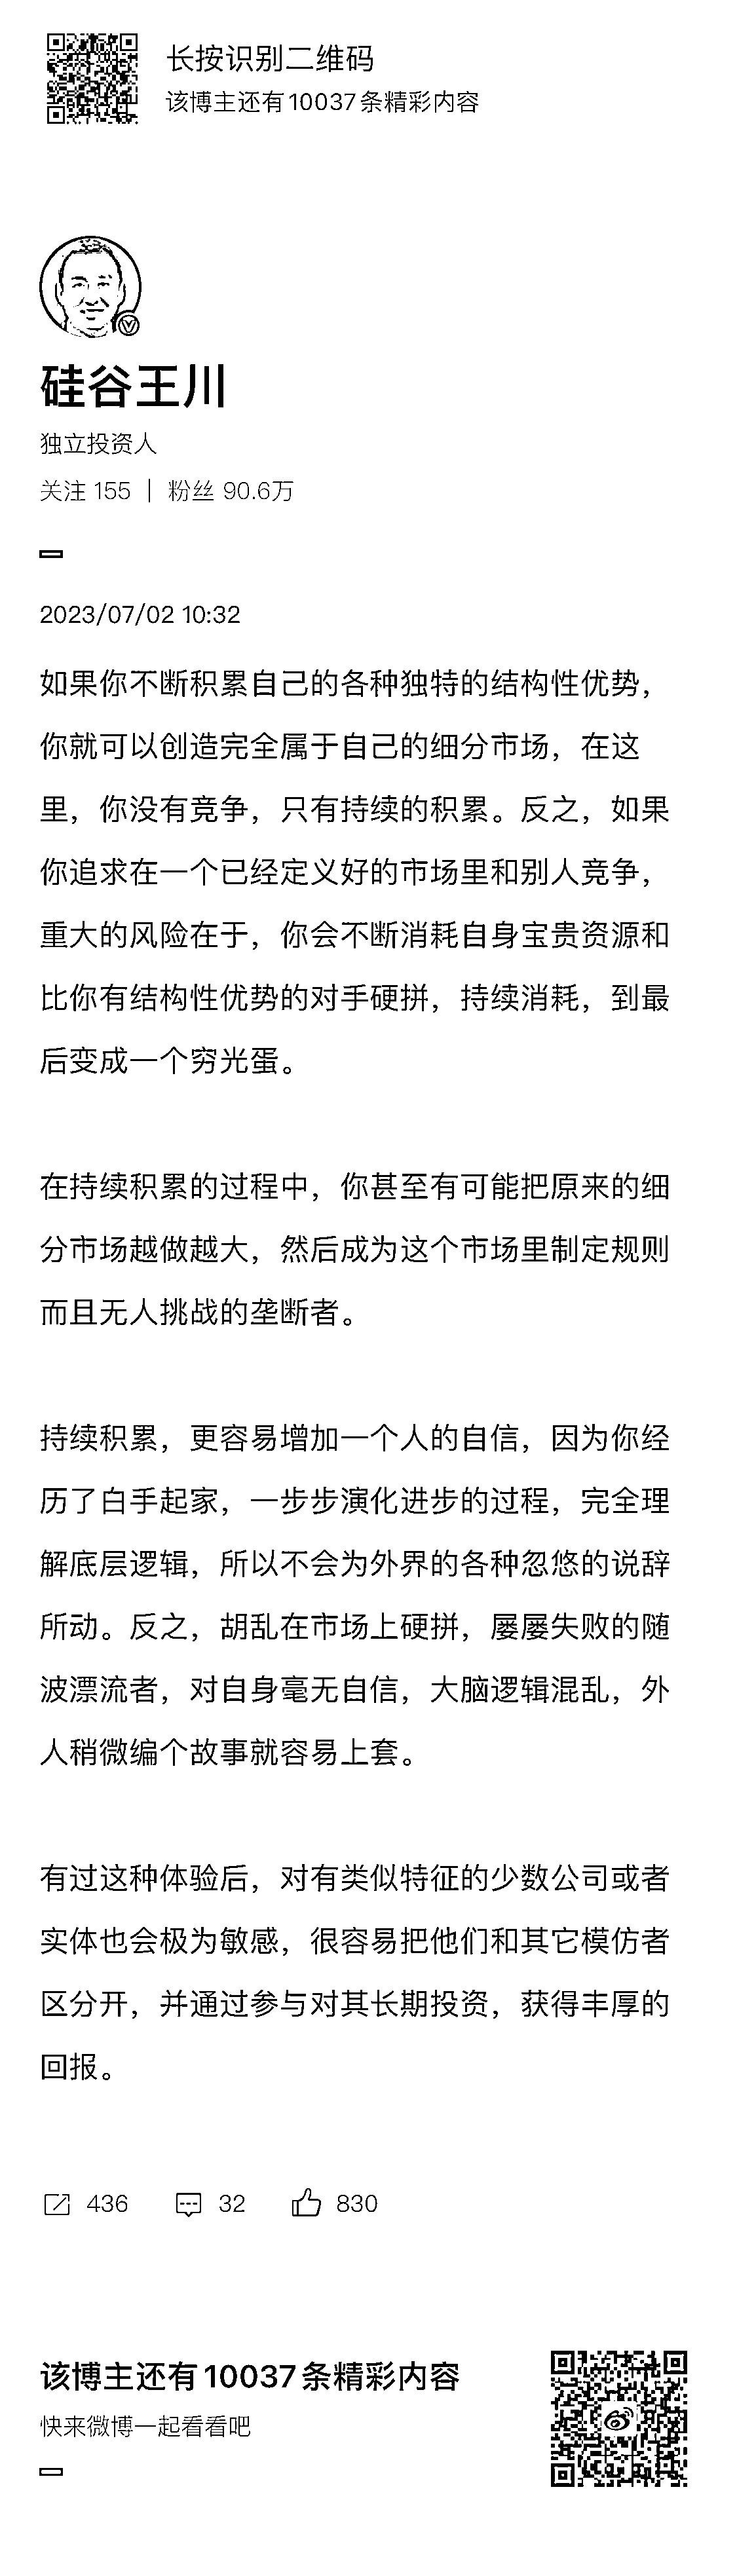 长按识别二维码
该博主还有10037条精彩内容
硅谷王川
独立投资人
关注 155 | 粉丝 90.6万
2023/07/02 10:32
如果你不断积累自己的各种独特的结构性优势，
你就可以创造完全属于自己的细分市场，在这
里，你没有竞争，只有持续的积累。反之，如果
你追求在一个已经定义好的市场里和别人竞争，
重大的风险在于，你会不断消耗自身宝贵资源和
比你有结构性优势的对手硬拼，持续消耗，到最
后变成一个穷光蛋。
在持续积累的过程中，你甚至有可能把原来的细
分市场越做越大，然后成为这个市场里制定规则
而且无人挑战的垄断者。
持续积累，更容易增加一个人的自信，因为你经
历了白手起家，一步步演化进步的过程，完全理
解底层逻辑，所以不会为外界的各种忽悠的说辞
所动。反之，胡乱在市场上硬拼，屡屡失败的随
波漂流者，对自身毫无自信，大脑逻辑混乱，外
人稍微编个故事就容易上套。
有过这种体验后，对有类似特征的少数公司或者
实体也会极为敏感，很容易把他们和其它模仿者
区分开，并通过参与对其长期投资，获得丰厚的
回报。
436 32 830
该博主还有10037条精彩内容
快来微博一起看看吧